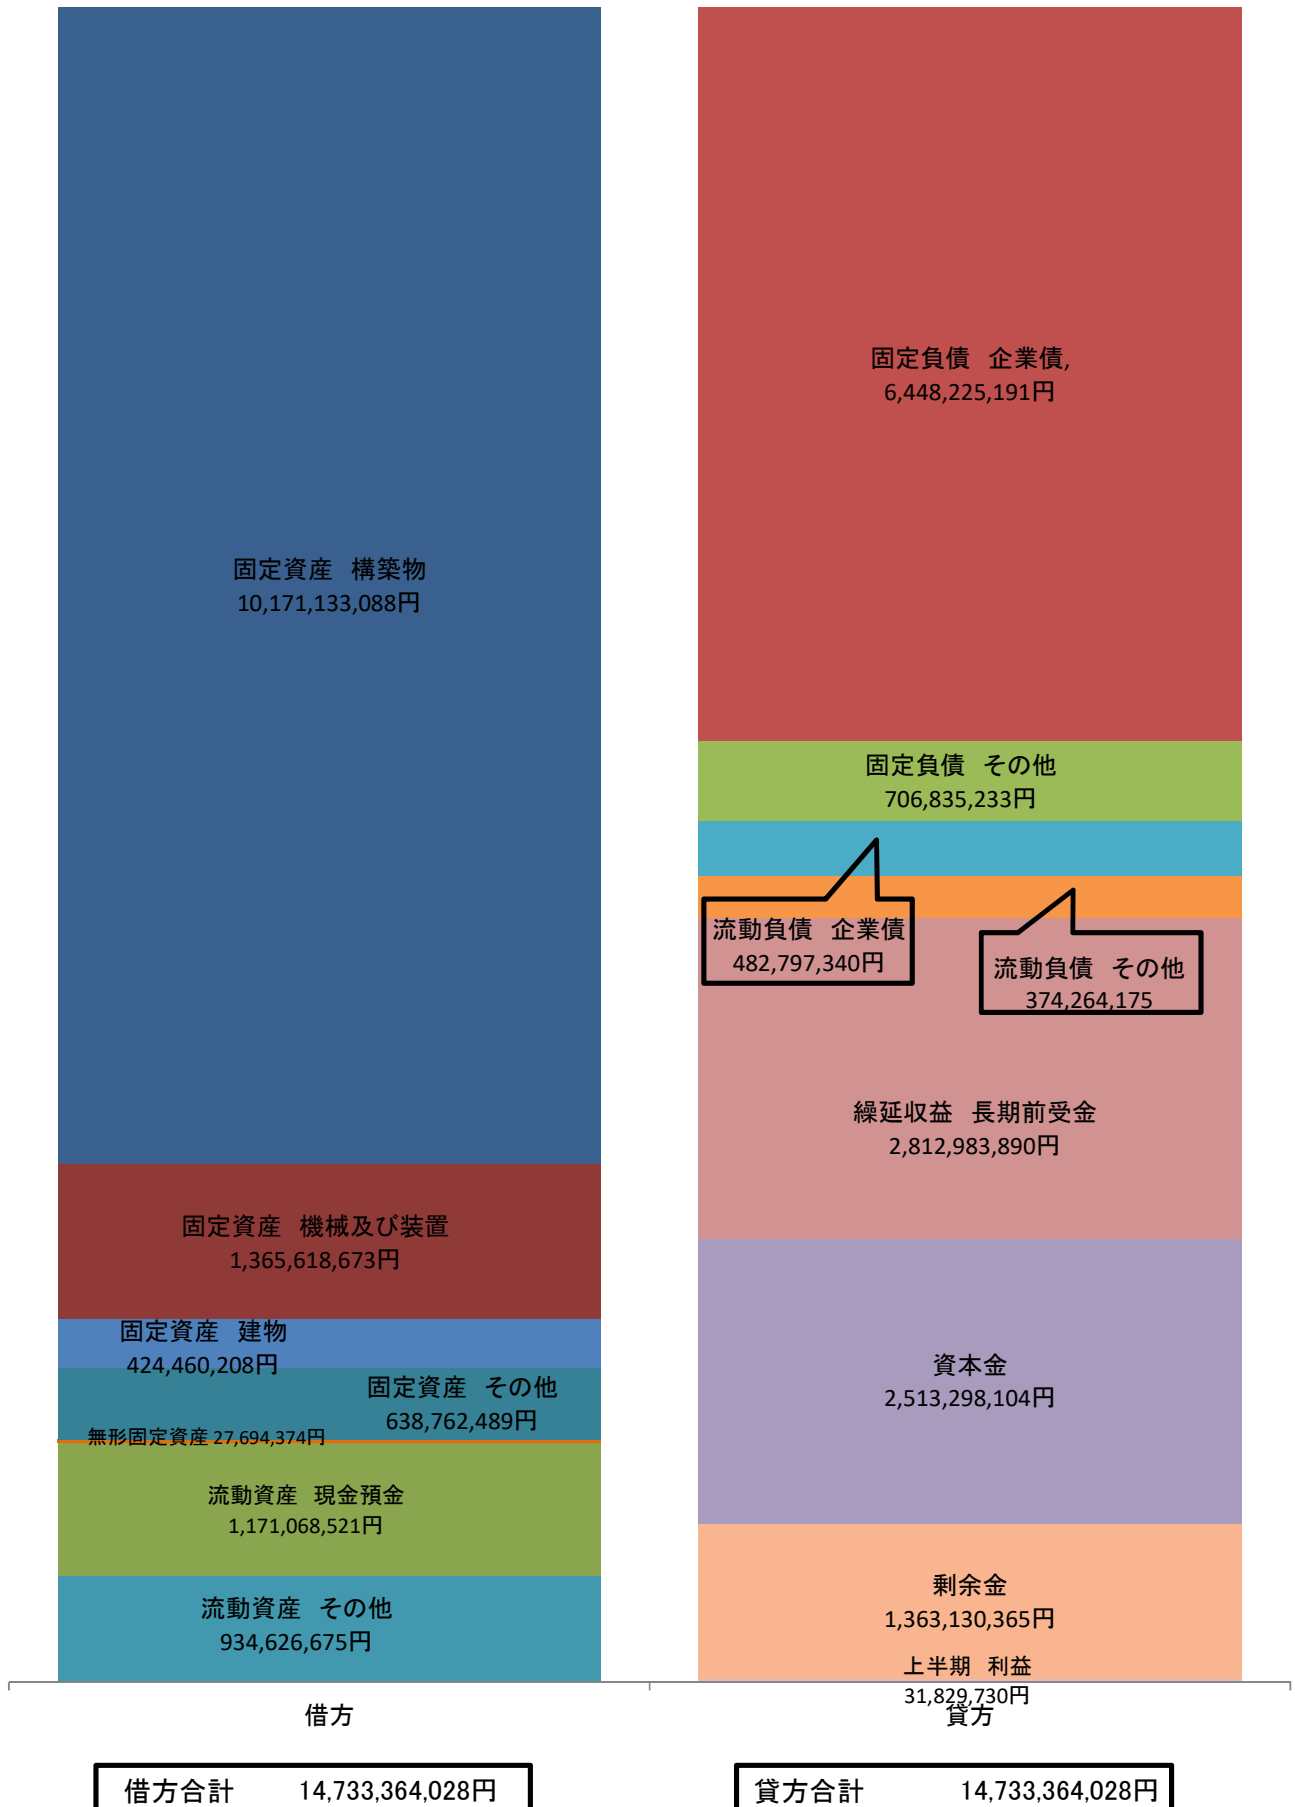 固定資産　構築物
10,171,133,088円
固定資産　機械及び装置
1,365,618,673円
固定資産　建物
424,460,208円
固定資産　その他
638,762,489円
無形固定資産 27,694,374円
流動資産　現金預金
1,171,068,521円
流動資産　その他
934,626,675円
借方
借方合計　14,733,364,028円
固定負債　企業債,
6,448,225,191円
固定負債　その他
706,835,233円
流動負債　企業債
482,797,340円
流動負債　その他
374,264,175
繰延収益　長期前受金
2,812,983,890円
資本金
2,513,298,104円
剰余金
1,363,130,365円
上半期　利益
31,829,730円
貸方
貸方合計　14,733,364,028円